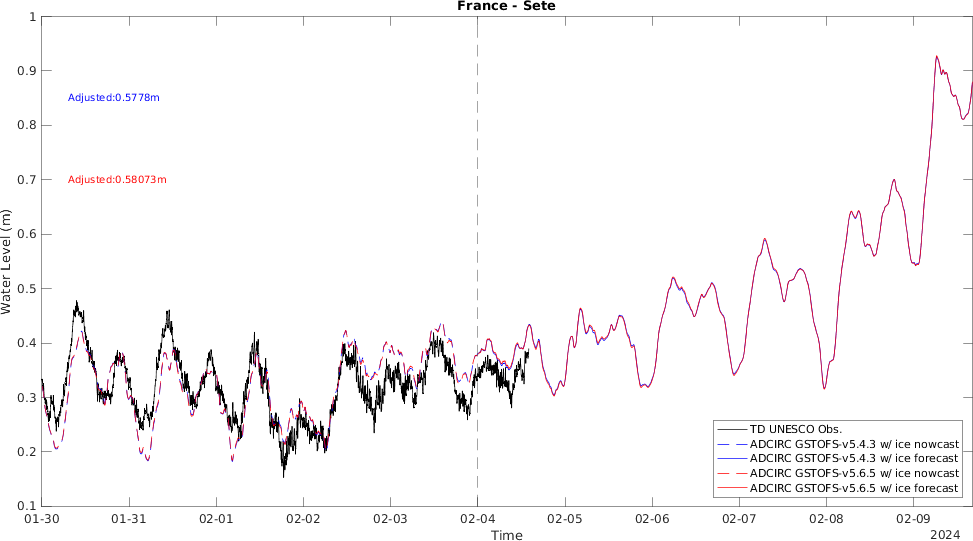 France - Sete
1
0.9
0.8
0.7
0.6
0.5
0.4
0.3
0.2
0.1
Water Level (m)
Adjusted:0.5778m
Adjusted:0.58073m
TD UNESCO Obs.
ADCIRC GSTOFS-v5.4.3 w/ ice nowcast
ADCIRC GSTOFS-v5.4.3 w/ ice forecast
ADCIRC GSTOFS-v5.6.5 w/ ice nowcast
ADCIRC GSTOFS-v5.6.5 w/ ice forecast
01-30 01-31 02-01 02-02 02-03 02-04 02-05 02-06 02-07 02-08 02-09
Time
2024